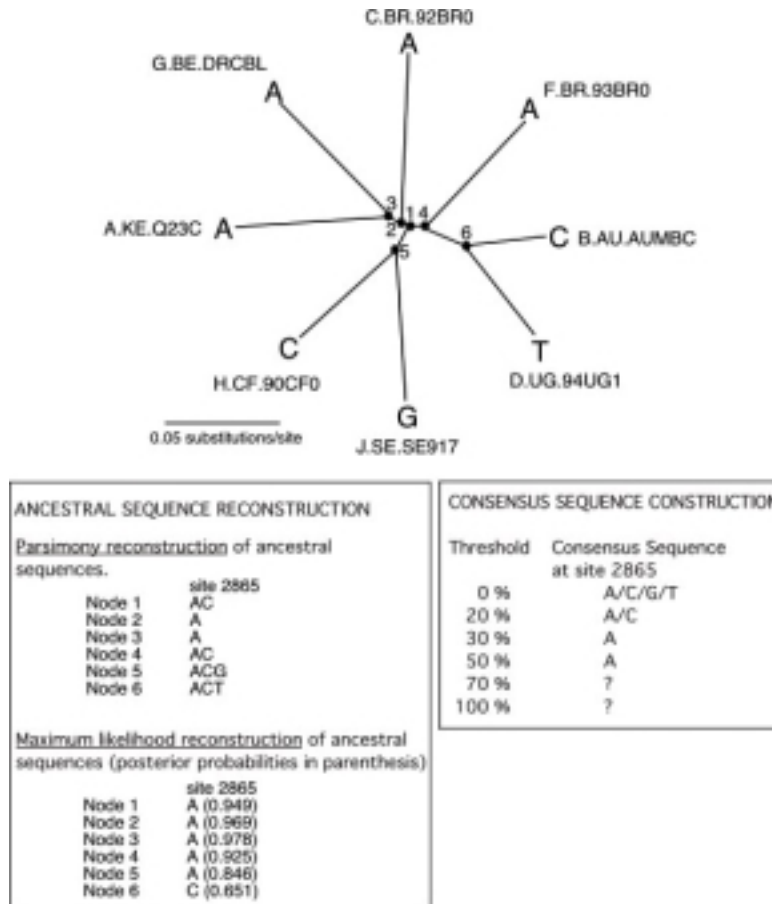 C.BR.92BR0
A
G.BE.DRCBL
A
F.BR.93BR0
A
3
2
1
4
6
5
A.KE.Q23C A
C B.AU.AUMBC
C
H.CF.90CF0
T
D.UG.94UG1
G
J.SE.SE917
0.05 substitutions/site
ANCESTRAL SEQUENCE RECONSTRUCTION
Parsimony reconstruction of ancestral
sequences.
site 2865
Node 1 AC
Node 2 A
Node 3 A
Node 4 AC
Node 5 ACG
Node 6 ACT
Maximum likelihood reconstruction of ancestral
sequences (posterior probabilities in parenthesis)
site 2865
Node 1 A (0.949)
Node 2 A (0.969)
Node 3 A (0.978)
Node 4 A (0.925)
Node 5 A (0.846)
Node 6 C (0.651)
CONSENSUS SEQUENCE CONSTRUCTION
Threshold Consensus Sequence
at site 2865
0 % A/C/G/T
20 % A/C
30 % A
50 % A
70 % ?
100 % ?